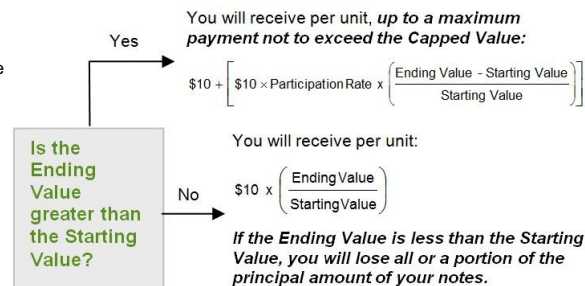 You will receive per unit, up to a maximum
payment not to exceed the Capped Value:
Yes
e
$10 + [ $10 × Participation Rate x ( Ending Value - Starting Value / Starting Value ) ]
Is the
Ending
Value
greater than
the Starting
Value?
No
You will receive per unit:
$10 x ( Ending Value / Starting Value )
If the Ending Value is less than the Starting
Value, you will lose all or a portion of the
principal amount of your notes.